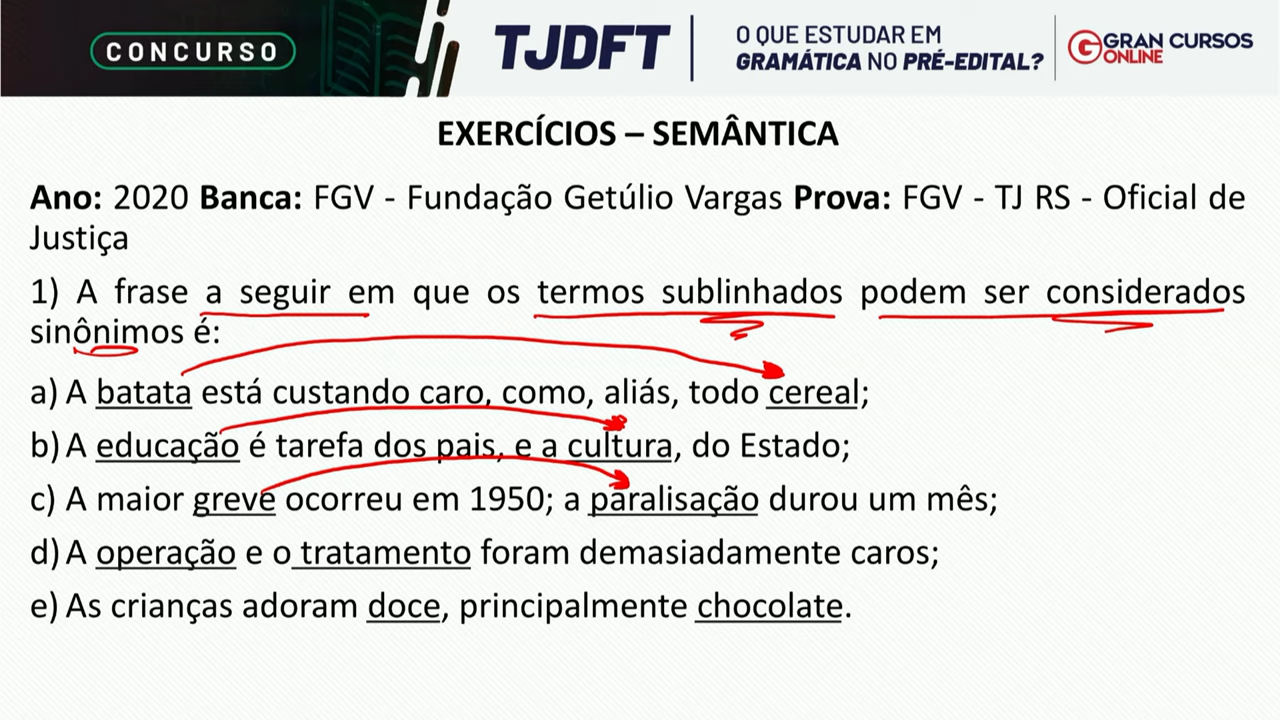 CONCURSO
TJDFT
O QUE ESTUDAR EM
GRAMÁTICA NO PRÉ-EDITAL?
GRAN CURSOS
ONLINE
EXERCÍCIOS – SEMÂNTICA
Ano: 2020 Banca: FGV - Fundação Getúlio Vargas Prova: FGV - TJ RS - Oficial de
Justiça
1) A frase a seguir em que os termos sublinhados podem ser considerados
sinônimos é:
a) A batata está custando caro, como, aliás, todo cereal;
b) A educação é tarefa dos pais, e a cultura, do Estado;
c) A maior greve ocorreu em 1950; a paralisação durou um mês;
d) A operação e o tratamento foram demasiadamente caros;
e) As crianças adoram doce, principalmente chocolate.